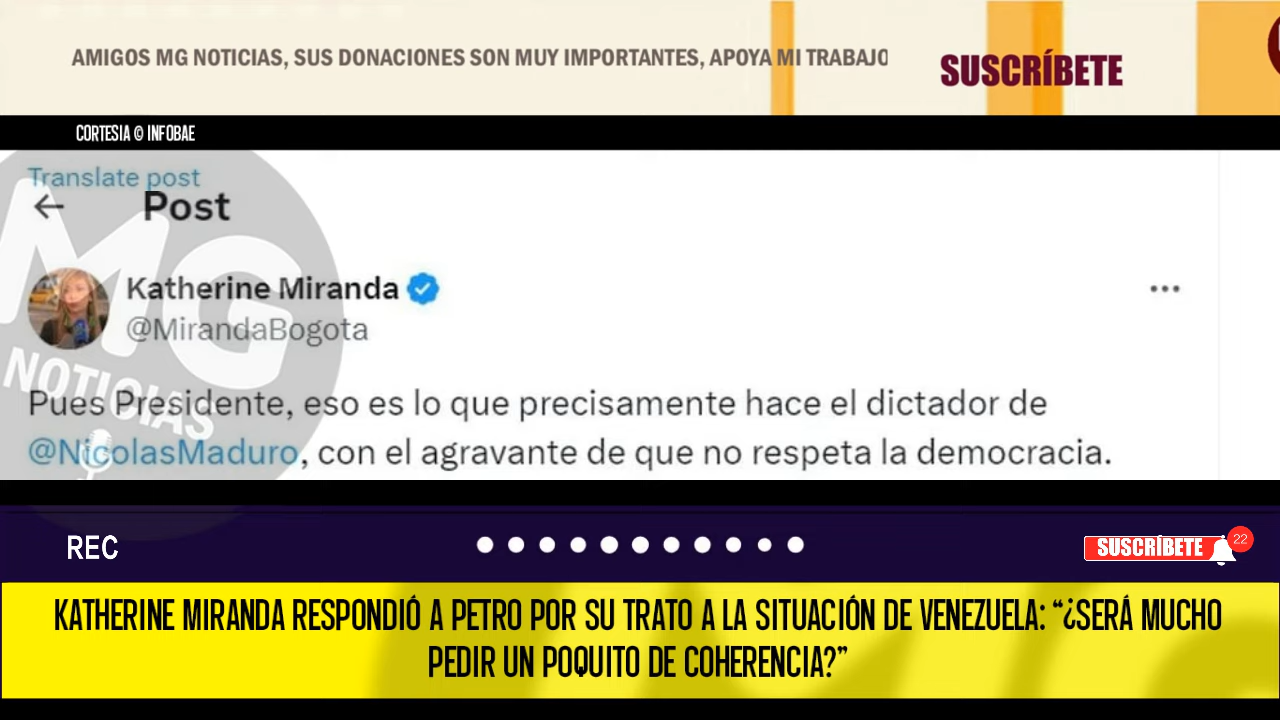 AMIGOS MG NOTICIAS, SUS DONACIONES SON MUY IMPORTANTES, APOYA MI TRABAJO
SUSCRÍBETE
CORTESIA © INFOBAE
Translate post
Post
Katherine Miranda
@MirandaBogota
MG
NOTICIAS
Pues Presidente, eso es lo que precisamente hace el dictador de
@NicolasMaduro, con el agravante de que no respeta la democracia.
REC
SUSCRÍBETE
22
KATHERINE MIRANDA RESPONDIÓ A PETRO POR SU TRATO A LA SITUACIÓN DE VENEZUELA: “¿SERÁ MUCHO
PEDIR UN POQUITO DE COHERENCIA?”